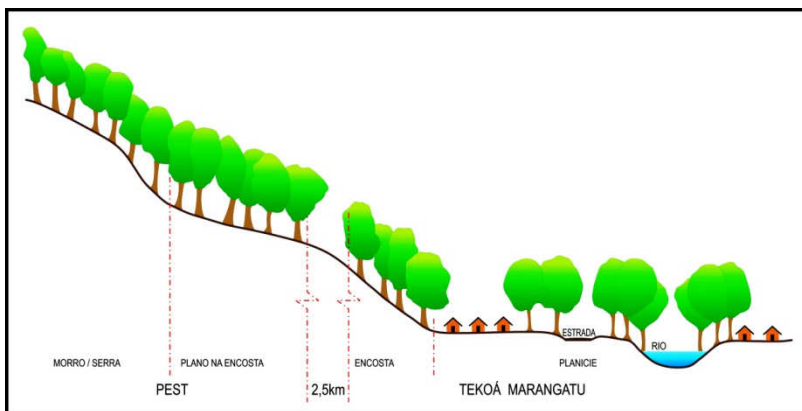 ESTRADA
RIO
MORRO / SERRA PLANO NA ENCOSTA ENCOSTA PLANICIE
PEST 2,5km TEKOÁ MARANGATU